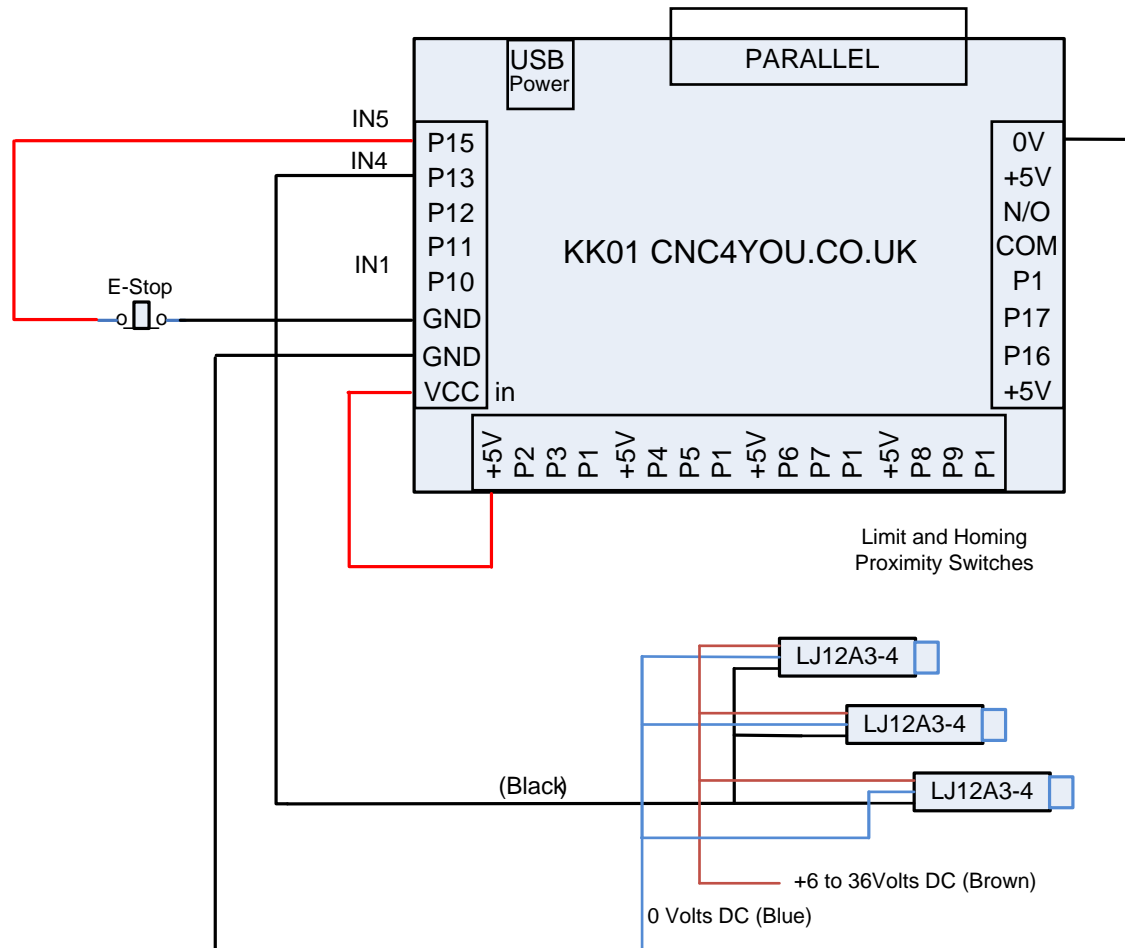 USB
Power
PARALLEL
IN5
P15
0V
IN4
P13
+5V
P12
N/O
IN1
P11
COM
KK01 CNC4YOU.CO.UK
P10
P1
E-Stop
GND
P17
GND
P16
VCC in
+5V
+5V P2 P3 P1 +5V P4 P5 P1 +5V P6 P7 P1 +5V P8 P9 P1
Limit and Homing
Proximity Switches
LJ12A3-4
LJ12A3-4
(Black)
LJ12A3-4
+6 to 36Volts DC (Brown)
0 Volts DC (Blue)